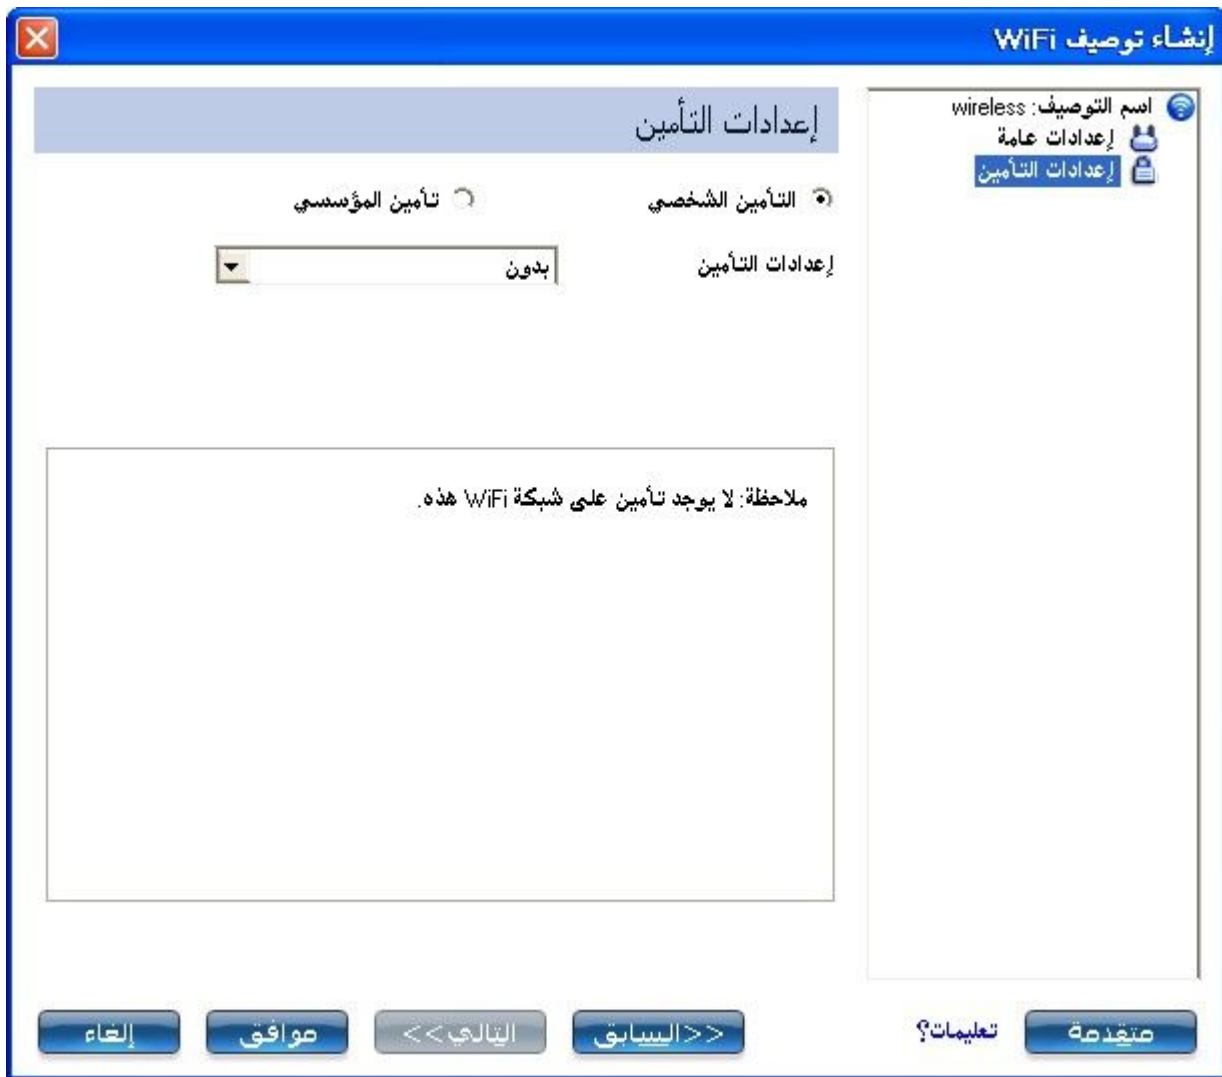 إنشاء توصيف WiFi
اسم التوصيف: wireless
إعدادات عامة
إعدادات التأمين
إعدادات التأمين
التأمين الشخصي
تأمين المؤسسي
إعدادات التأمين
بدون
ملاحظة: لا يوجد تأمين على شبكة WiFi هذه.
متقدمة
تعليمات؟
<<السابق
التالي>>
موافق
إلغاء